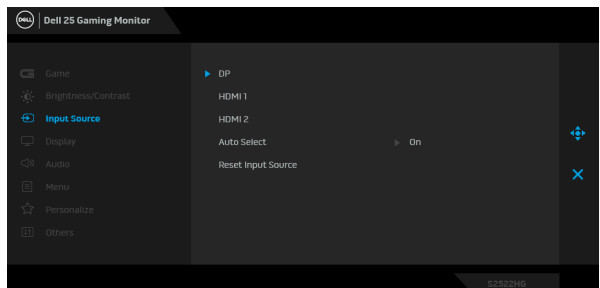 DELL Dell 25 Gaming Monitor
Game
Brightness/Contrast
Input Source
Display
Audio
Menu
Personalize
Others
DP
HDMI 1
HDMI 2
Auto Select On
Reset Input Source
S2522HG